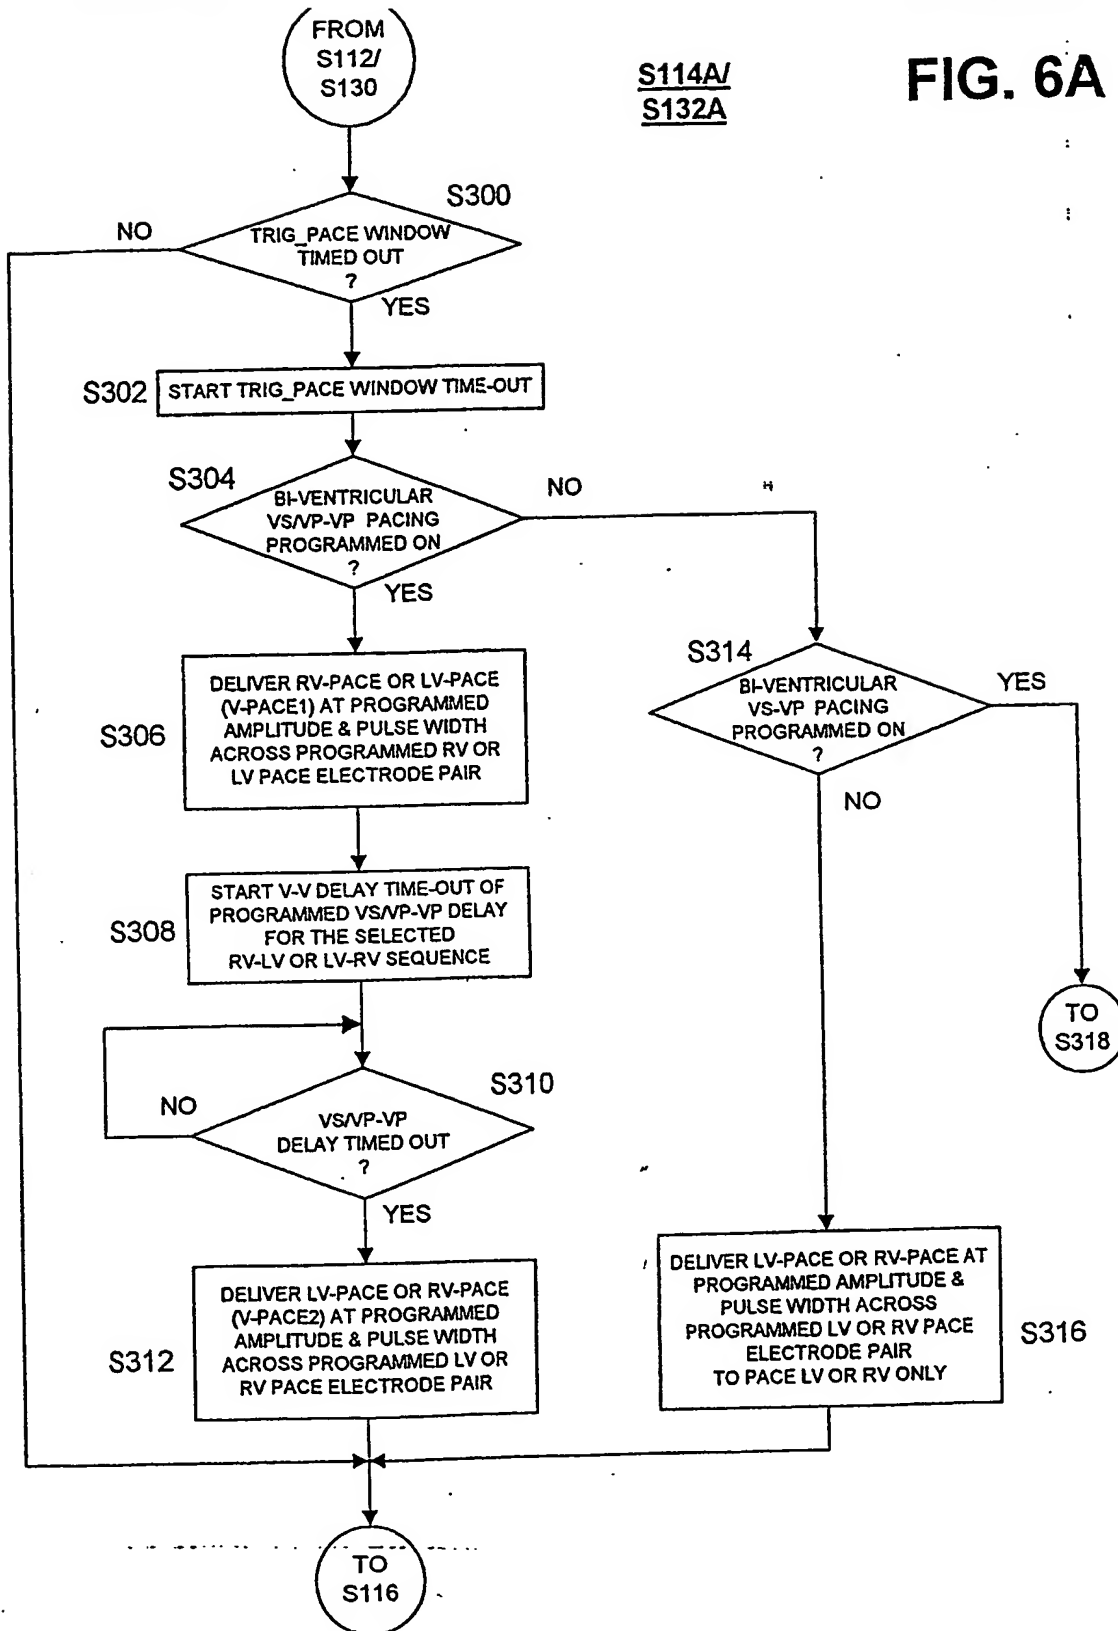 FROM
S112/
S130
S114A/
S132A
FIG. 6A
S300
NO
TRIG_PACE WINDOW
TIMED OUT
?
YES
S302
START TRIG_PACE WINDOW TIME-OUT
S304
BI-VENTRICULAR
VS/VP-VP PACING
PROGRAMMED ON
?
NO
YES
S306
DELIVER RV-PACE OR LV-PACE
(V-PACE1) AT PROGRAMMED
AMPLITUDE & PULSE WIDTH
ACROSS PROGRAMMED RV OR
LV PACE ELECTRODE PAIR
S314
BI-VENTRICULAR
VS-VP PACING
PROGRAMMED ON
?
YES
NO
S308
START V-V DELAY TIME-OUT OF
PROGRAMMED VS/VP-VP DELAY
FOR THE SELECTED
RV-LV OR LV-RV SEQUENCE
TO
S318
S310
NO
VS/VP-VP
DELAY TIMED OUT
?
YES
S312
DELIVER LV-PACE OR RV-PACE
(V-PACE2) AT PROGRAMMED
AMPLITUDE & PULSE WIDTH
ACROSS PROGRAMMED LV OR
RV PACE ELECTRODE PAIR
DELIVER LV-PACE OR RV-PACE AT
PROGRAMMED AMPLITUDE &
PULSE WIDTH ACROSS
PROGRAMMED LV OR RV PACE
ELECTRODE PAIR
TO PACE LV OR RV ONLY
S316
TO
S116